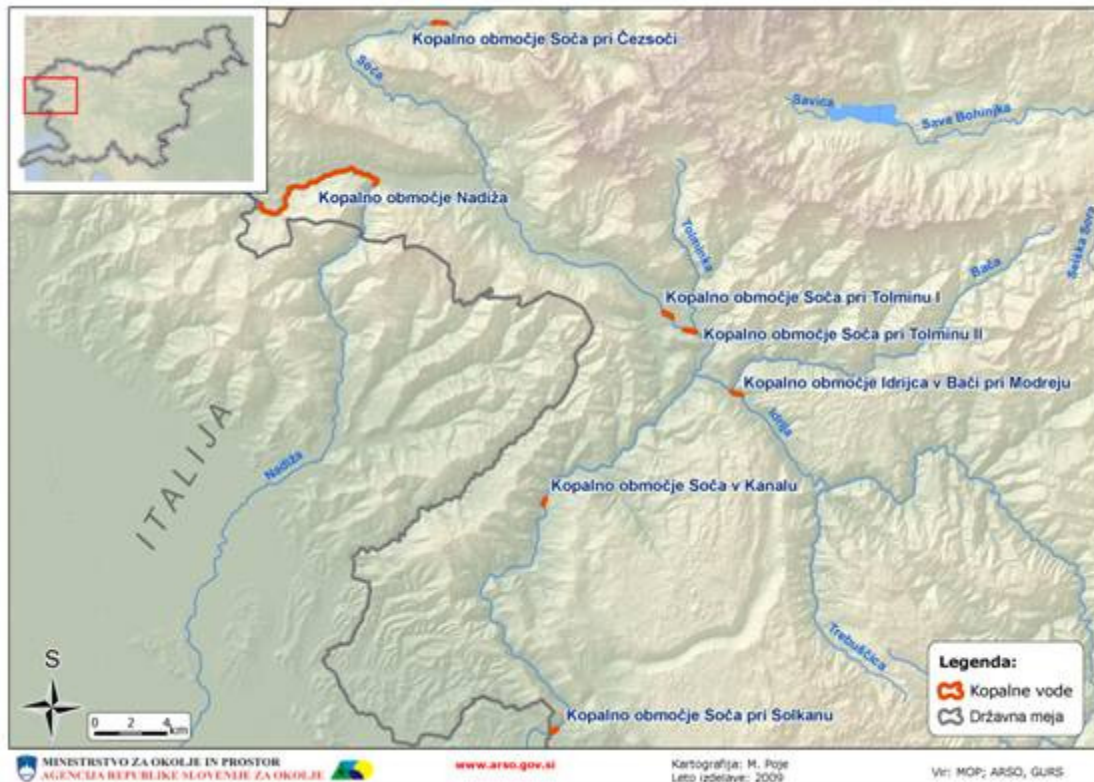 Kopalno območje Soča pri Čezsoči
Soča
Savica
Sava Bohinjka
Kopalno območje Nadiža
Tolminka
Bača
Selška Sora
Kopalno območje Soča pri Tolminu I
Kopalno območje Soča pri Tolminu II
Kopalno območje Idrijca v Bači pri Modreju
Idrija
ITALIJA
Nadiža
Kopalno območje Soča v Kanalu
Trebuščica
S
0 2 4
km
Kopalno območje Soča pri Solkanu
Legenda:
Kopalne vode
Državna meja
MINISTRSTVO ZA OKOLJE IN PROSTOR
AGENCIJA REPUBLIKE SLOVENIJE ZA OKOLJE
www.arso.gov.si
Kartografija: M. Poje
Leto izdelave: 2009
Vir: MOP; ARSO, GURS